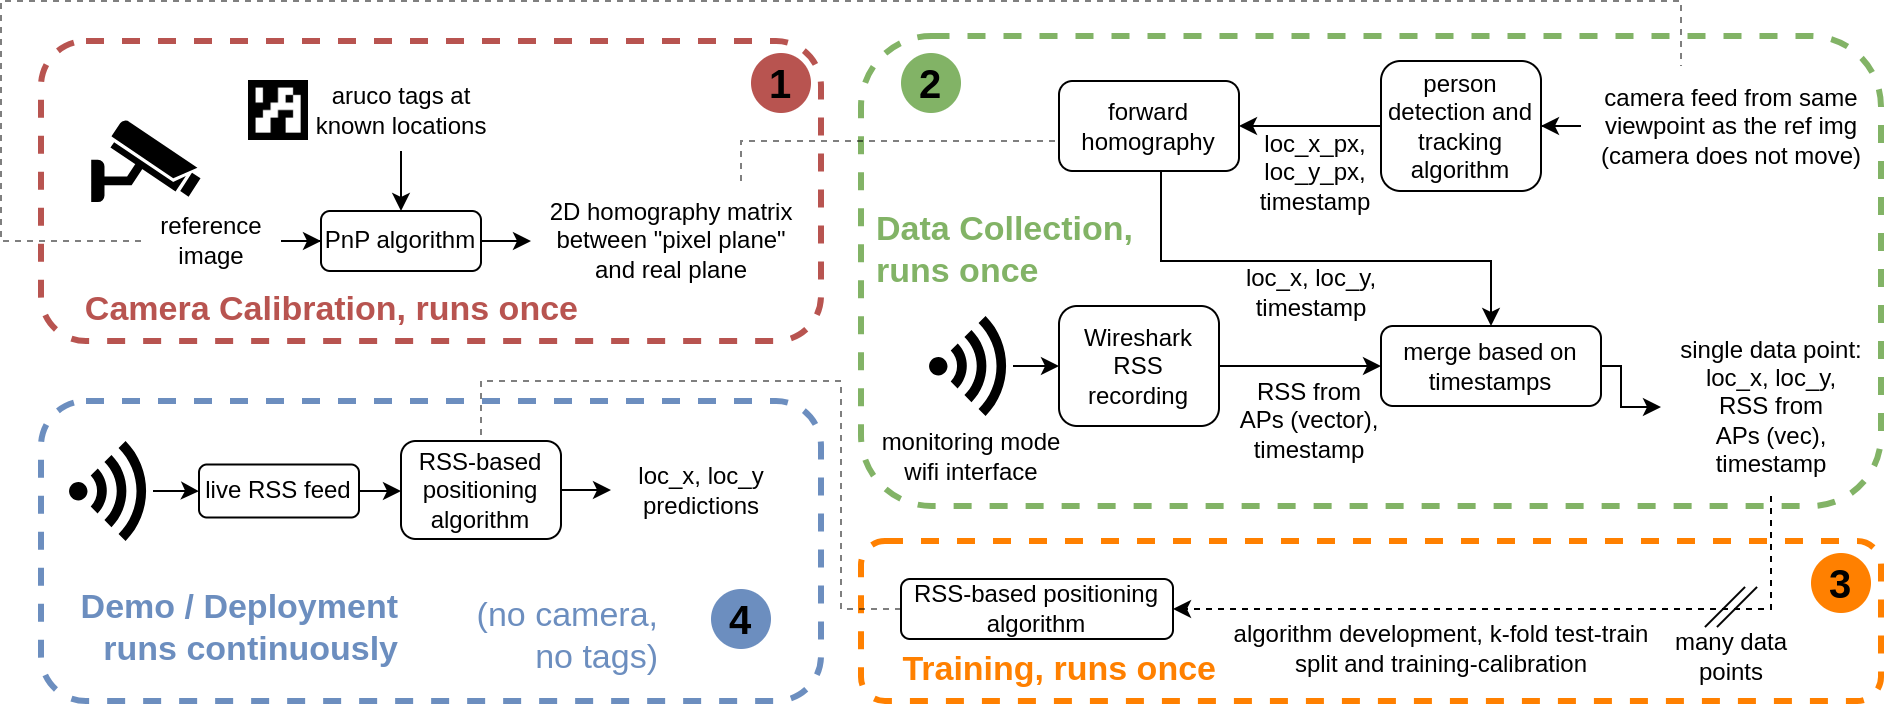 1
aruco tags at
known locations
reference
image
PnP algorithm
2D homography matrix
between "pixel plane"
and real plane
Camera Calibration, runs once
2
forward
homography
person
detection and
tracking
algorithm
camera feed from same
viewpoint as the ref img
(camera does not move)
loc_x_px,
loc_y_px,
timestamp
Data Collection,
runs once
loc_x, loc_y,
timestamp
Wireshark
RSS
recording
merge based on
timestamps
RSS from
APs (vector),
timestamp
monitoring mode
wifi interface
single data point:
loc_x, loc_y,
RSS from
APs (vec),
timestamp
3
RSS-based positioning
algorithm
algorithm development, k-fold test-train
split and training-calibration
many data
points
Training, runs once
live RSS feed
RSS-based
positioning
algorithm
loc_x, loc_y
predictions
Demo / Deployment
runs continuously
(no camera,
no tags)
4